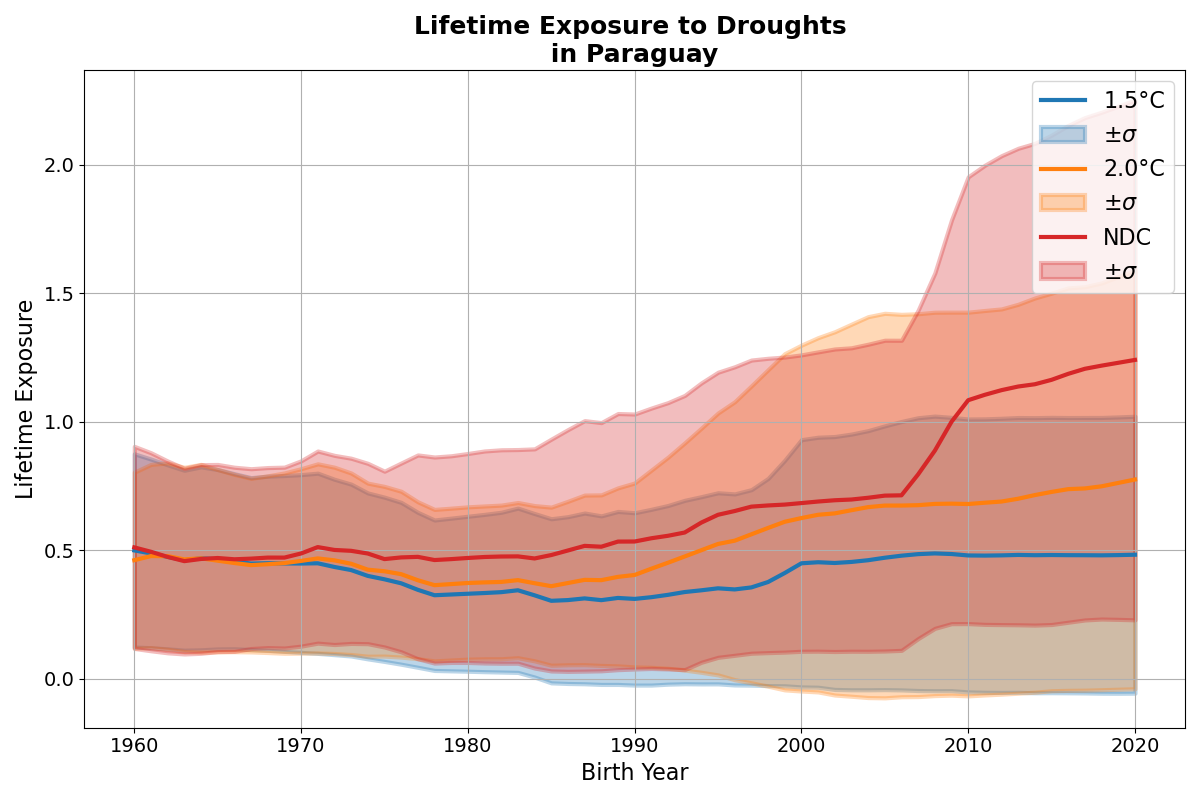 Lifetime Exposure to Droughts
in Paraguay
1.5°C
±σ
2.0°C
±σ
NDC
±σ
Lifetime Exposure
2.0
1.5
1.0
0.5
0.0
1960 1970 1980 1990 2000 2010 2020
Birth Year